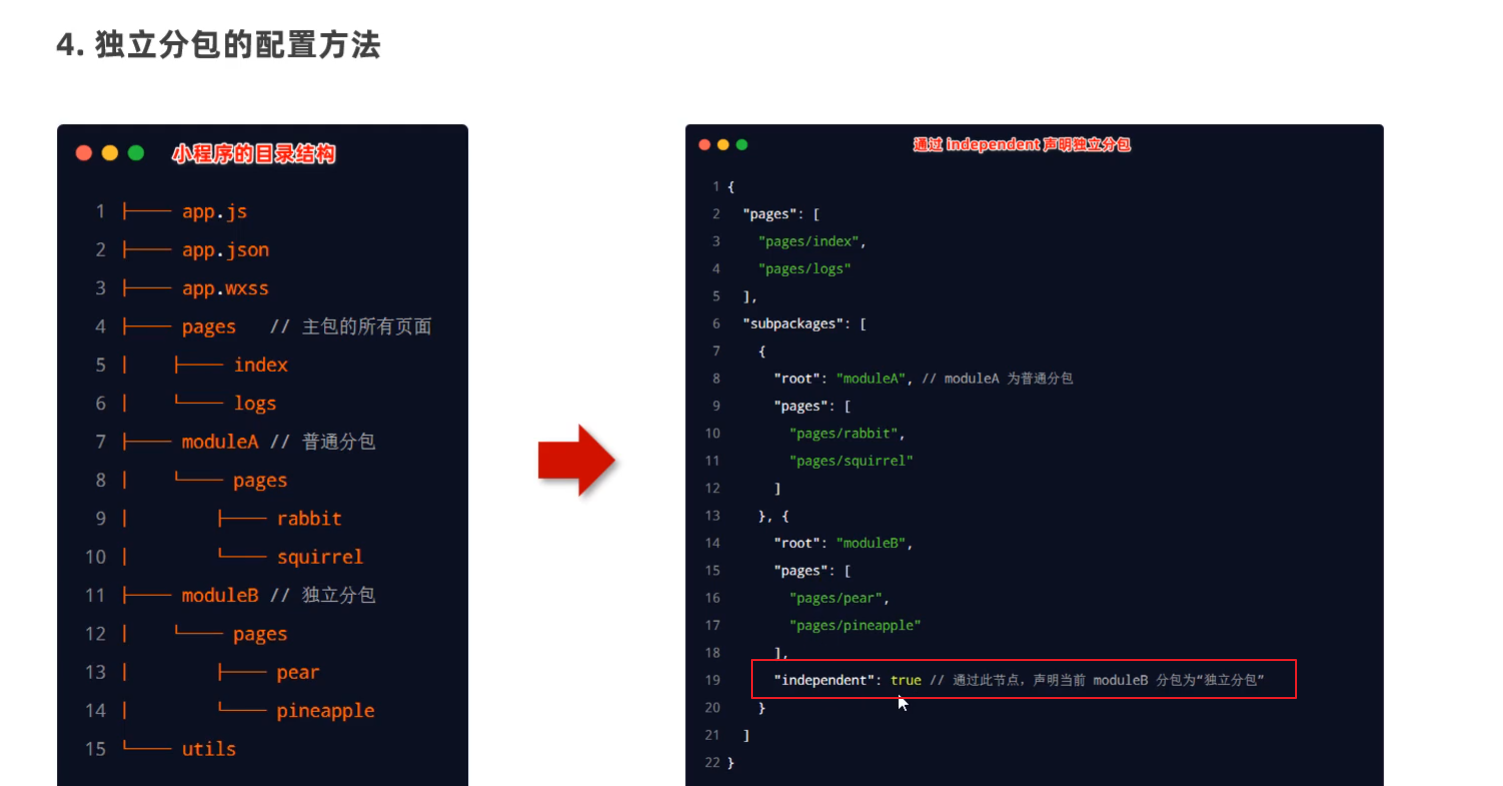 4. 独立分包的配置方法
小程序的目录结构
1 ├── app.js
2 ├── app.json
3 ├── app.wxss
4 ├── pages // 主包的所有页面
5 │ ├── index
6 │ └── logs
7 ├── moduleA // 普通分包
8 │ └── pages
9 │ ├── rabbit
10 │ └── squirrel
11 ├── moduleB // 独立分包
12 │ └── pages
13 │ ├── pear
14 │ └── pineapple
15 └── utils
通过 independent 声明独立分包
1 {
2 "pages": [
3 "pages/index",
4 "pages/logs"
5 ],
6 "subpackages": [
7 {
8 "root": "moduleA", // moduleA 为普通分包
9 "pages": [
10 "pages/rabbit",
11 "pages/squirrel"
12 ]
13 }, {
14 "root": "moduleB",
15 "pages": [
16 "pages/pear",
17 "pages/pineapple"
18 ],
19 "independent": true // 通过此节点，声明当前 moduleB 分包为“独立分包”
20 }
21 ]
22 }